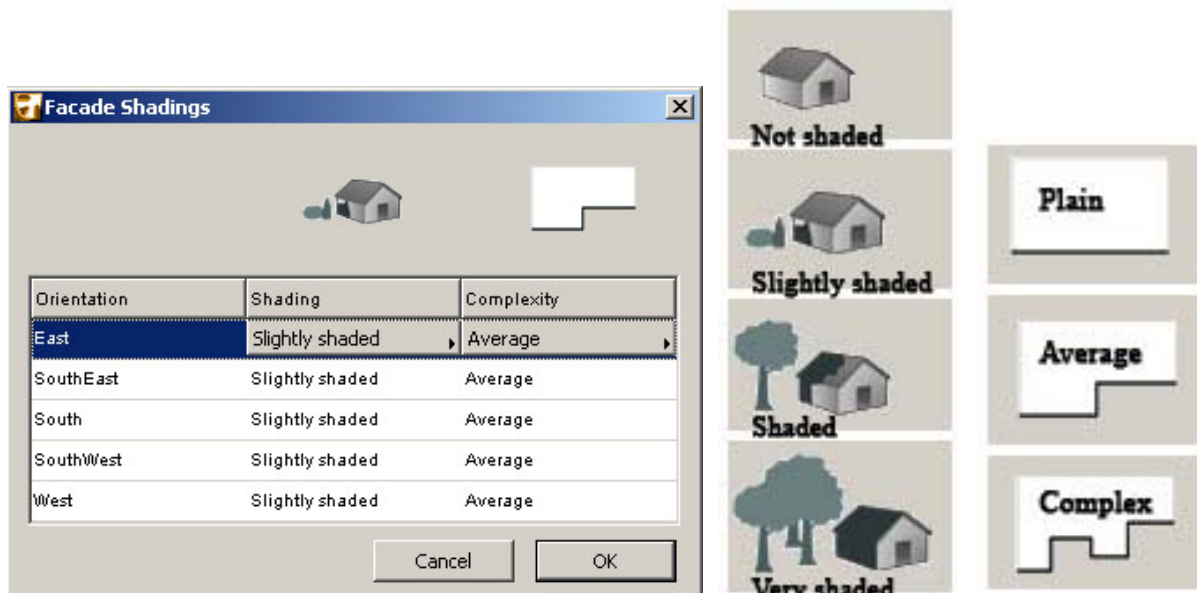 Facade Shadings
Orientation Shading Complexity
East Slightly shaded Average
SouthEast Slightly shaded Average
South Slightly shaded Average
SouthWest Slightly shaded Average
West Slightly shaded Average
Cancel OK
Not shaded
Slightly shaded
Shaded
Very shaded
Plain
Average
Complex